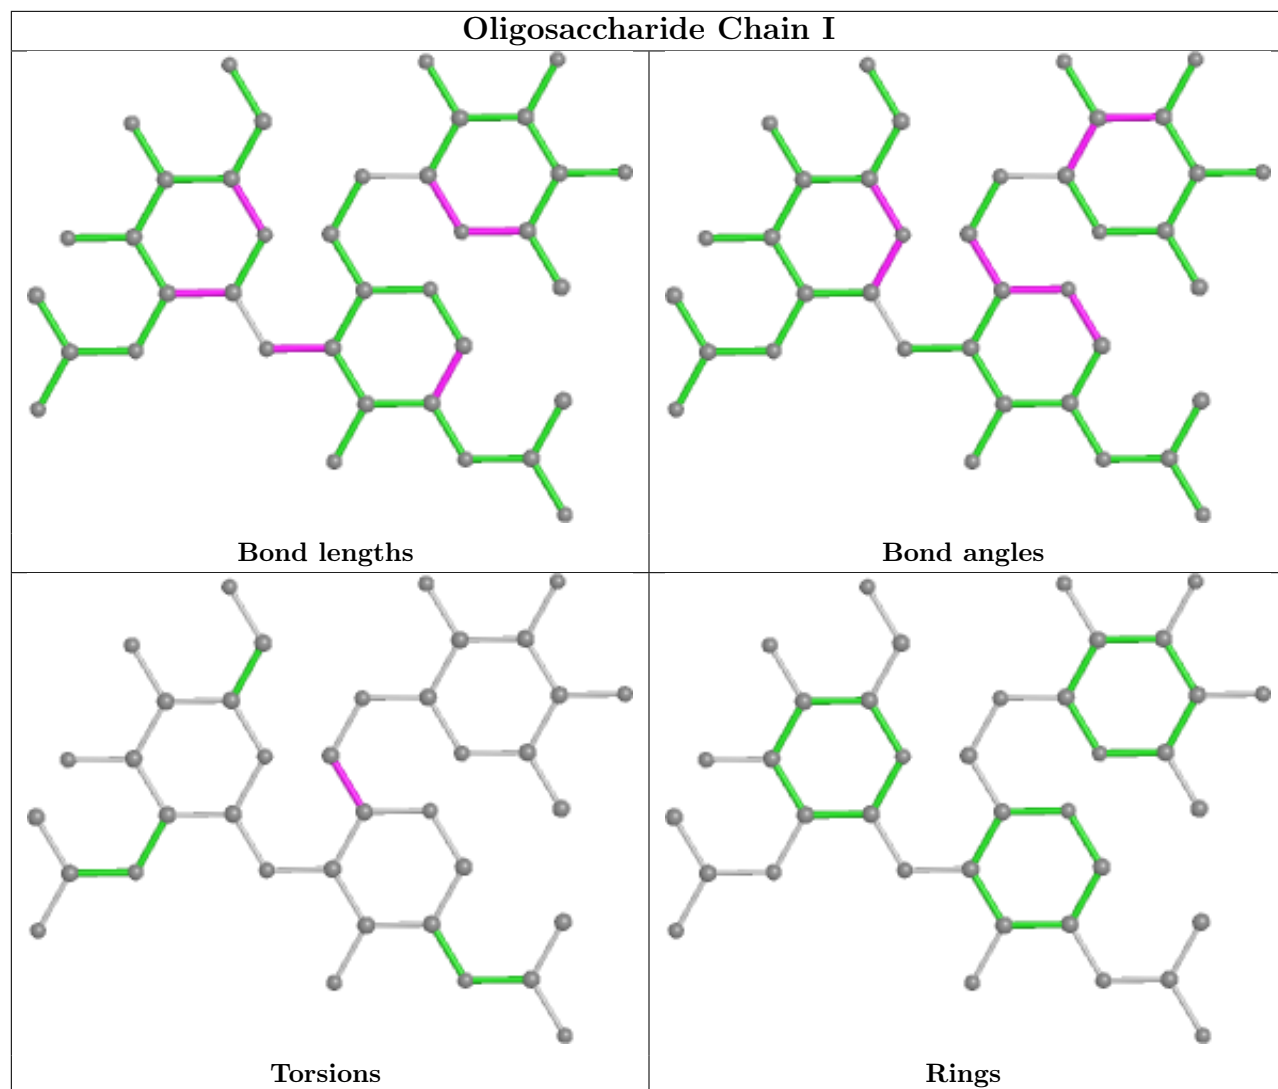 Oligosaccharide Chain I
Bond lengths
Bond angles
Torsions
Rings